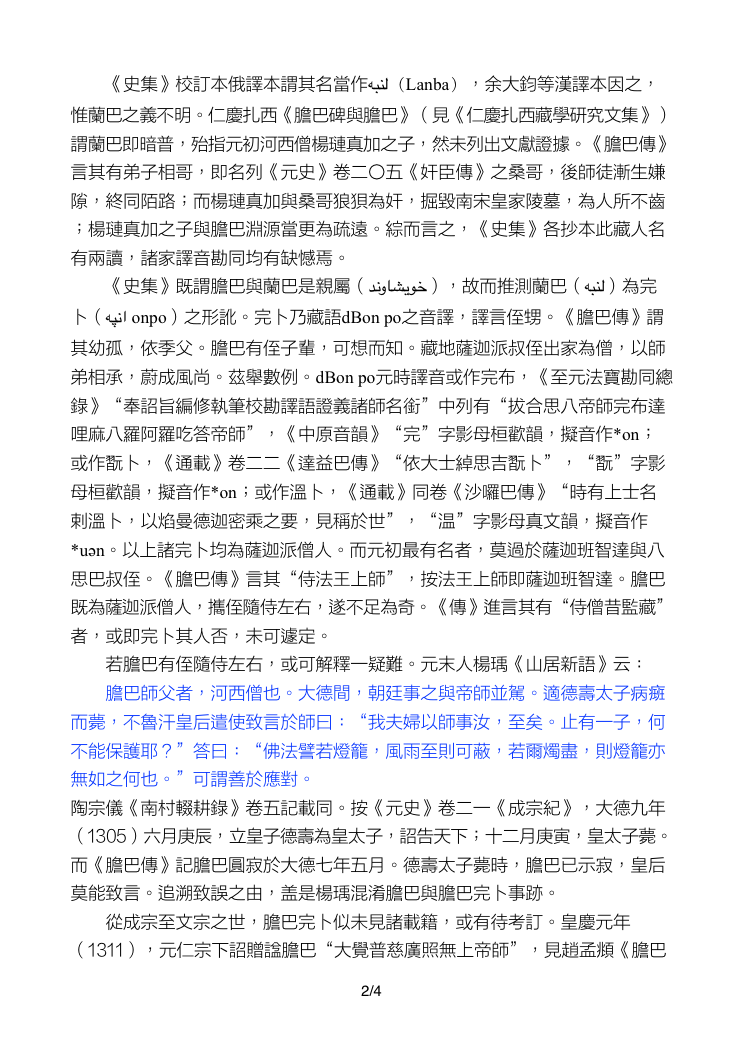 《史集》校訂本俄譯本謂其名當作لنبه（Lanba），余大鈞等漢譯本因之，
惟蘭巴之義不明。仁慶扎西《膽巴碑與膽巴》（見《仁慶扎西藏學研究文集》）
謂蘭巴即暗普，殆指元初河西僧楊璉真加之子，然未列出文獻證據。《膽巴傳》
言其有弟子相哥，即名列《元史》卷二〇五《奸臣傳》之桑哥，後師徒漸生嫌
隙，終同陌路；而楊璉真加與桑哥狼狽為奸，掘毀南宋皇家陵墓，為人所不齒
；楊璉真加之子與膽巴淵源當更為疏遠。綜而言之，《史集》各抄本此藏人名
有兩讀，諸家譯音勘同均有缺憾焉。
《史集》既謂膽巴與蘭巴是親屬（خويشاوند），故而推測蘭巴（لنبه）為完
卜（انپه onpo）之形訛。完卜乃藏語dBon po之音譯，譯言侄甥。《膽巴傳》謂
其幼孤，依季父。膽巴有侄子輩，可想而知。藏地薩迦派叔侄出家為僧，以師
弟相承，蔚成風尚。茲舉數例。dBon po元時譯音或作完布，《至元法寶勘同總
錄》“奉詔旨編修執筆校勘譯語證義諸師名銜”中列有“拔合思八帝師完布達
哩麻八羅阿羅吃答帝師”，《中原音韻》“完”字影母桓歡韻，擬音作*on；
或作翫卜，《通載》卷二二《達益巴傳》“依大士綽思吉翫卜”，“翫”字影
母桓歡韻，擬音作*on；或作溫卜，《通載》同卷《沙囉巴傳》“時有上士名
剌溫卜，以焰曼德迦密乘之要，見稱於世”，“温”字影母真文韻，擬音作
*uən。以上諸完卜均為薩迦派僧人。而元初最有名者，莫過於薩迦班智達與八
思巴叔侄。《膽巴傳》言其“侍法王上師”，按法王上師即薩迦班智達。膽巴
既為薩迦派僧人，攜侄隨侍左右，遂不足為奇。《傳》進言其有“侍僧昔監藏”
者，或即完卜其人否，未可遽定。
若膽巴有侄隨侍左右，或可解釋一疑難。元末人楊瑀《山居新語》云：
膽巴師父者，河西僧也。大德間，朝廷事之與帝師並駕。適德壽太子病癍
而薨，不魯汗皇后遣使致言於師曰：“我夫婦以師事汝，至矣。止有一子，何
不能保護耶？”答曰：“佛法譬若燈籠，風雨至則可蔽，若爾燭盡，則燈籠亦
無如之何也。”可謂善於應對。
陶宗儀《南村輟耕錄》卷五記載同。按《元史》卷二一《成宗紀》，大德九年
（1305）六月庚辰，立皇子德壽為皇太子，詔告天下；十二月庚寅，皇太子薨。
而《膽巴傳》記膽巴圓寂於大德七年五月。德壽太子薨時，膽巴已示寂，皇后
莫能致言。追溯致誤之由，盖是楊瑀混淆膽巴與膽巴完卜事跡。
從成宗至文宗之世，膽巴完卜似未見諸載籍，或有待考訂。皇慶元年
（1311），元仁宗下詔贈諡膽巴“大覺普慈廣照無上帝師”，見趙孟頫《膽巴
2/4